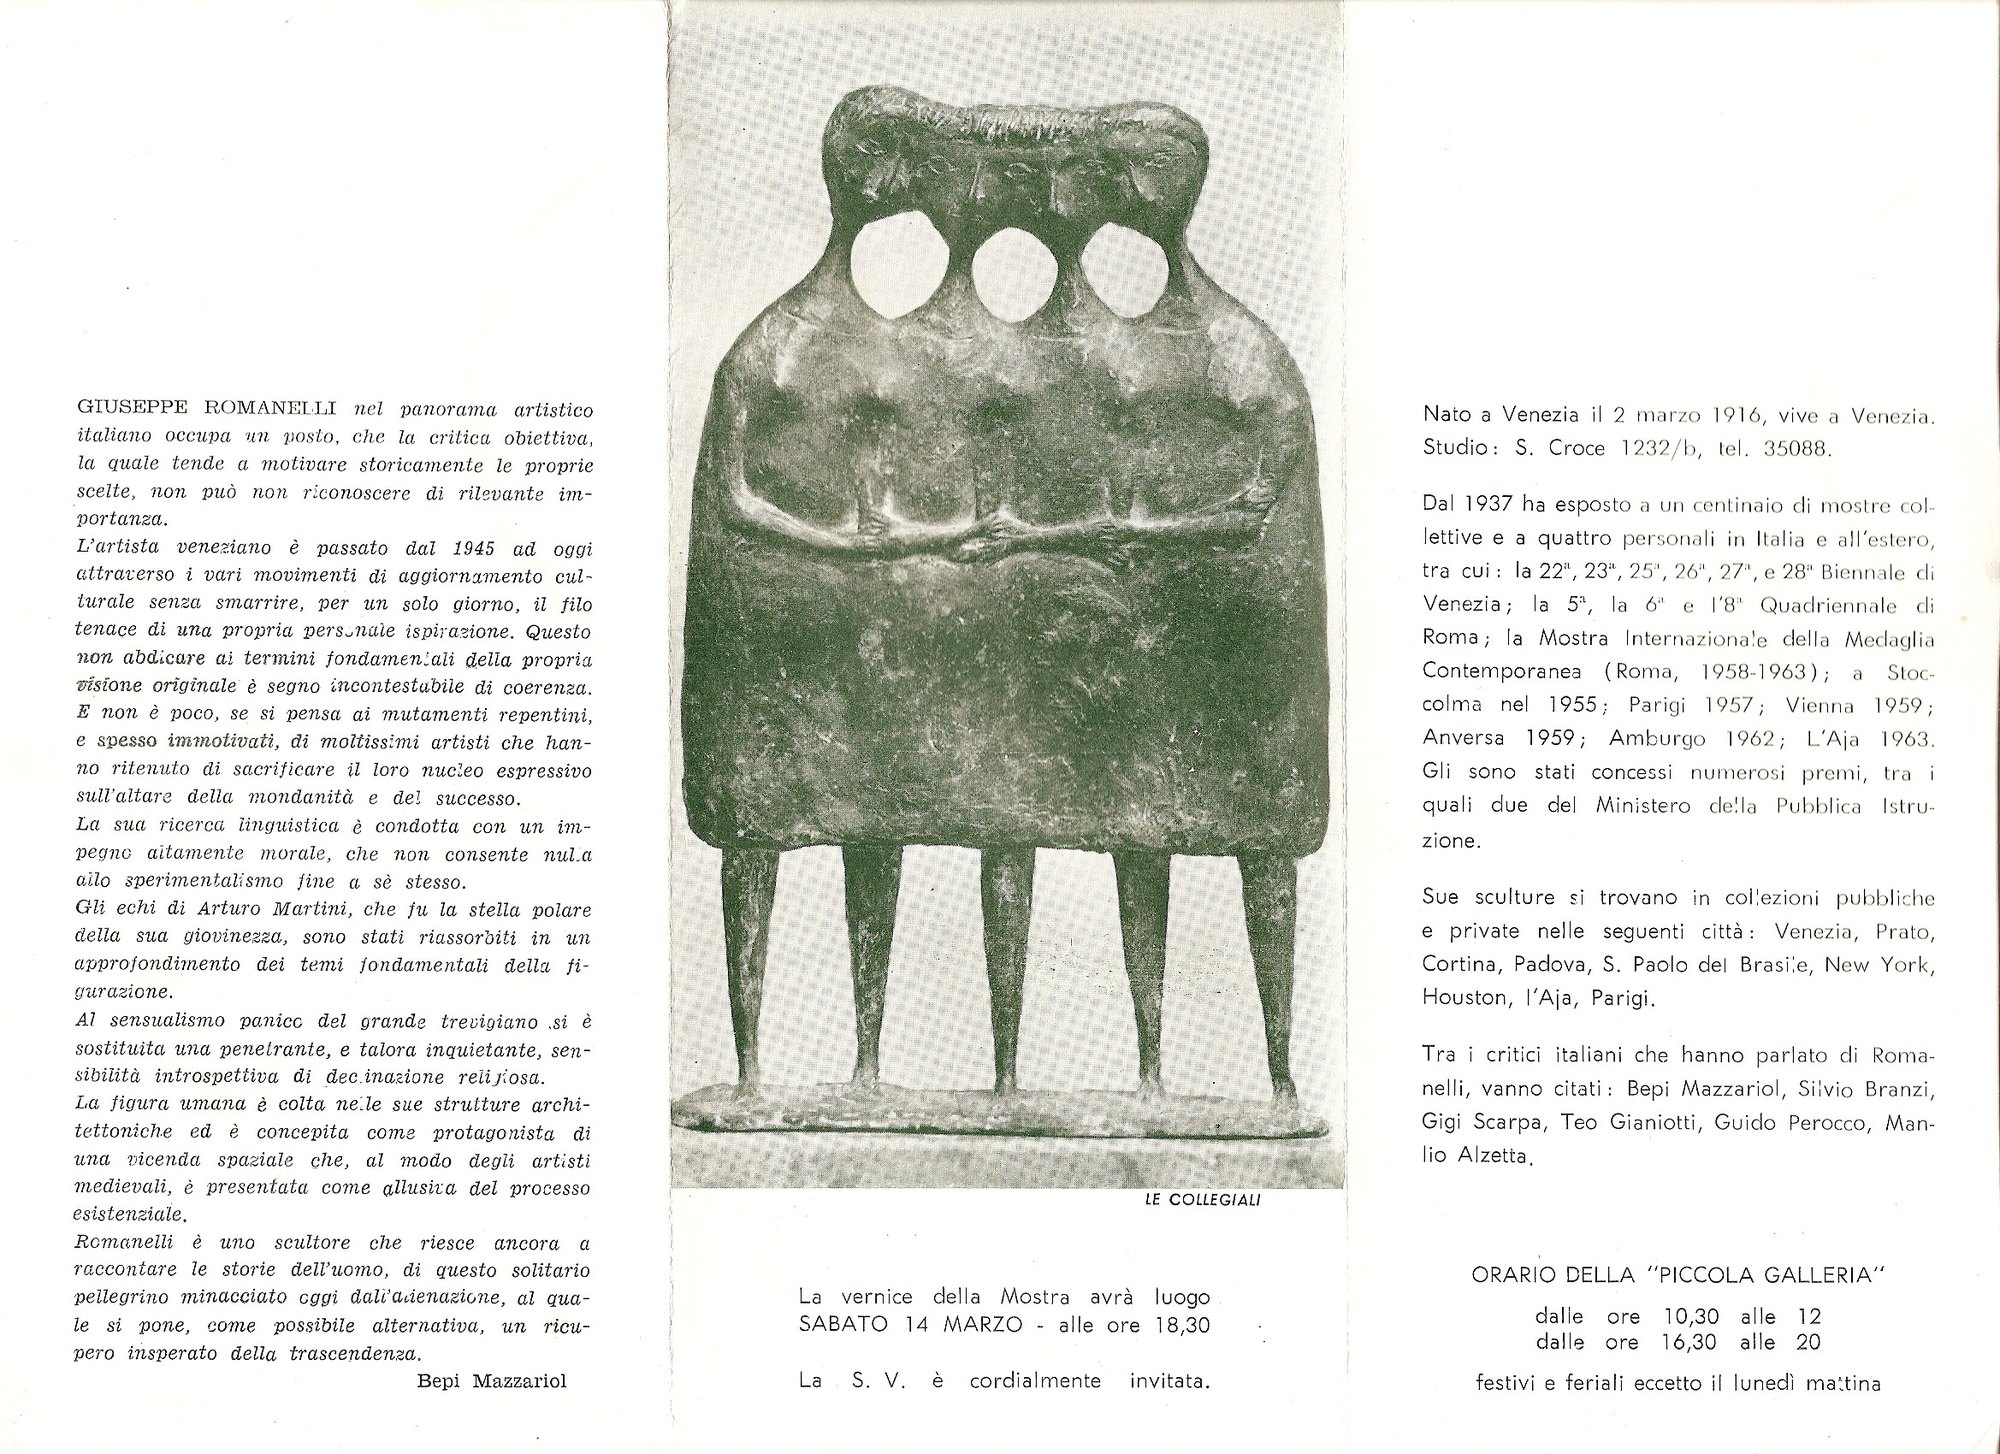 GIUSEPPE ROMANELLI nel panorama artistico
italiano occupa un posto, che la critica obiettiva,
la quale tende a motivare storicamente le proprie
scelte, non può non riconoscere di rilevante im-
portanza.
L'artista veneziano è passato dal 1945 ad oggi
attraverso i vari movimenti di aggiornamento cul-
turale senza smarrire, per un solo giorno, il filo
tenace di una propria personale ispirazione. Questo
non abdicare ai termini fondamentali della propria
visione originale è segno incontestabile di coerenza.
E non è poco, se si pensa ai mutamenti repentini,
e spesso immotivati, di moltissimi artisti che han-
no ritenuto di sacrificare il loro nucleo espressivo
sull'altare della mondanità e del successo.
La sua ricerca linguistica è condotta con un im-
pegno altamente morale, che non consente nulla
allo sperimentalismo fine a sè stesso.
Gli echi di Arturo Martini, che fu la stella polare
della sua giovinezza, sono stati riassorbiti in un
approfondimento dei temi fondamentali della fi-
gurazione.
Al sensualismo panico del grande trevigiano si è
sostituita una penetrante, e talora inquietante, sen-
sibilità introspettiva di declinazione religiosa.
La figura umana è colta nelle sue strutture archi-
tettoniche ed è concepita come protagonista di
una vicenda spaziale che, al modo degli artisti
medievali, è presentata come allusiva del processo
esistenziale.
Romanelli è uno scultore che riesce ancora a
raccontare le storie dell'uomo, di questo solitario
pellegrino minacciato oggi dall'alienazione, al qua-
le si pone, come possibile alternativa, un ricu-
pero insperato della trascendenza.
Bepi Mazzariol
LE COLLEGIALI
La vernice della Mostra avrà luogo
SABATO 14 MARZO - alle ore 18,30
La S. V. è cordialmente invitata.
Nato a Venezia il 2 marzo 1916, vive a Venezia.
Studio: S. Croce 1232/b, tel. 35088.
Dal 1937 ha esposto a un centinaio di mostre col-
lettive e a quattro personali in Italia e all'estero,
tra cui: la 22ª, 23ª, 25ª, 26ª, 27ª, e 28ª Biennale di
Venezia; la 5ª, la 6ª e l'8ª Quadriennale di
Roma; la Mostra Internazionale della Medaglia
Contemporanea (Roma, 1958-1963); a Stoc-
colma nel 1955; Parigi 1957; Vienna 1959;
Anversa 1959; Amburgo 1962; L'Aja 1963.
Gli sono stati concessi numerosi premi, tra i
quali due del Ministero della Pubblica Istru-
zione.
Sue sculture si trovano in collezioni pubbliche
e private nelle seguenti città: Venezia, Prato,
Cortina, Padova, S. Paolo del Brasile, New York,
Houston, l'Aja, Parigi.
Tra i critici italiani che hanno parlato di Roma-
nelli, vanno citati: Bepi Mazzariol, Silvio Branzi,
Gigi Scarpa, Teo Gianiotti, Guido Perocco, Man-
lio Alzetta.
ORARIO DELLA "PICCOLA GALLERIA"
dalle ore 10,30 alle 12
dalle ore 16,30 alle 20
festivi e feriali eccetto il lunedì mattina